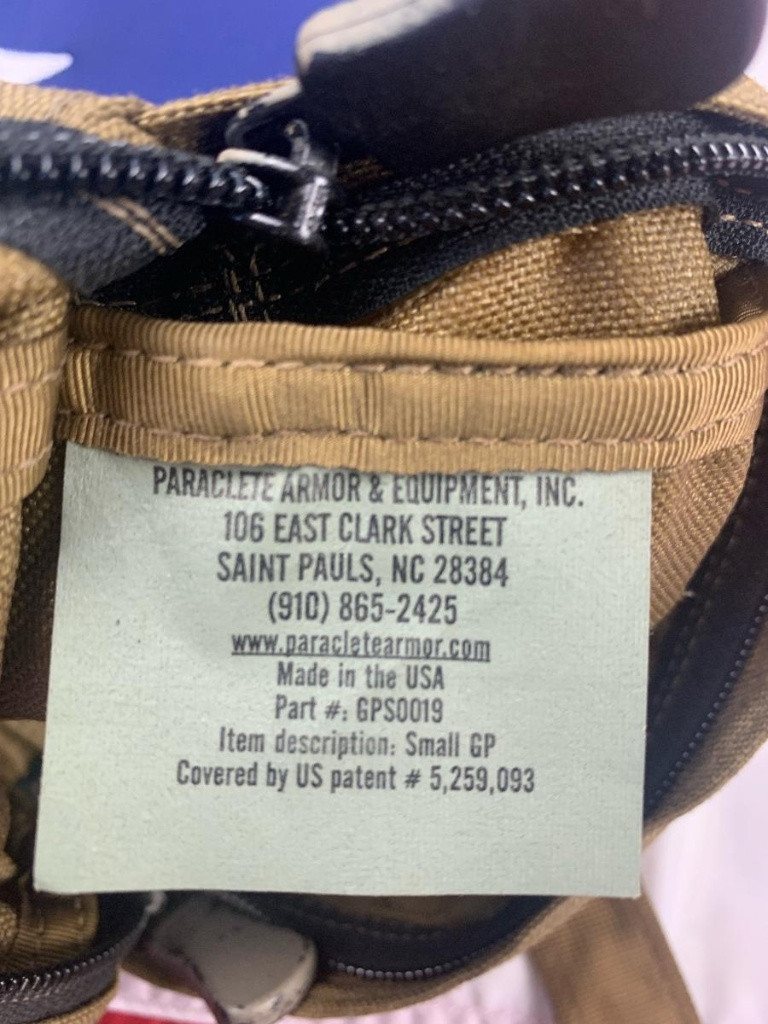 PARACLETE ARMOR & EQUIPMENT, INC.
106 EAST CLARK STREET
SAINT PAULS, NC 28384
(910) 865-2425
www.paracletearmor.com
Made in the USA
Part #: GPS0019
Item description: Small GP
Covered by US patent # 5,259,093